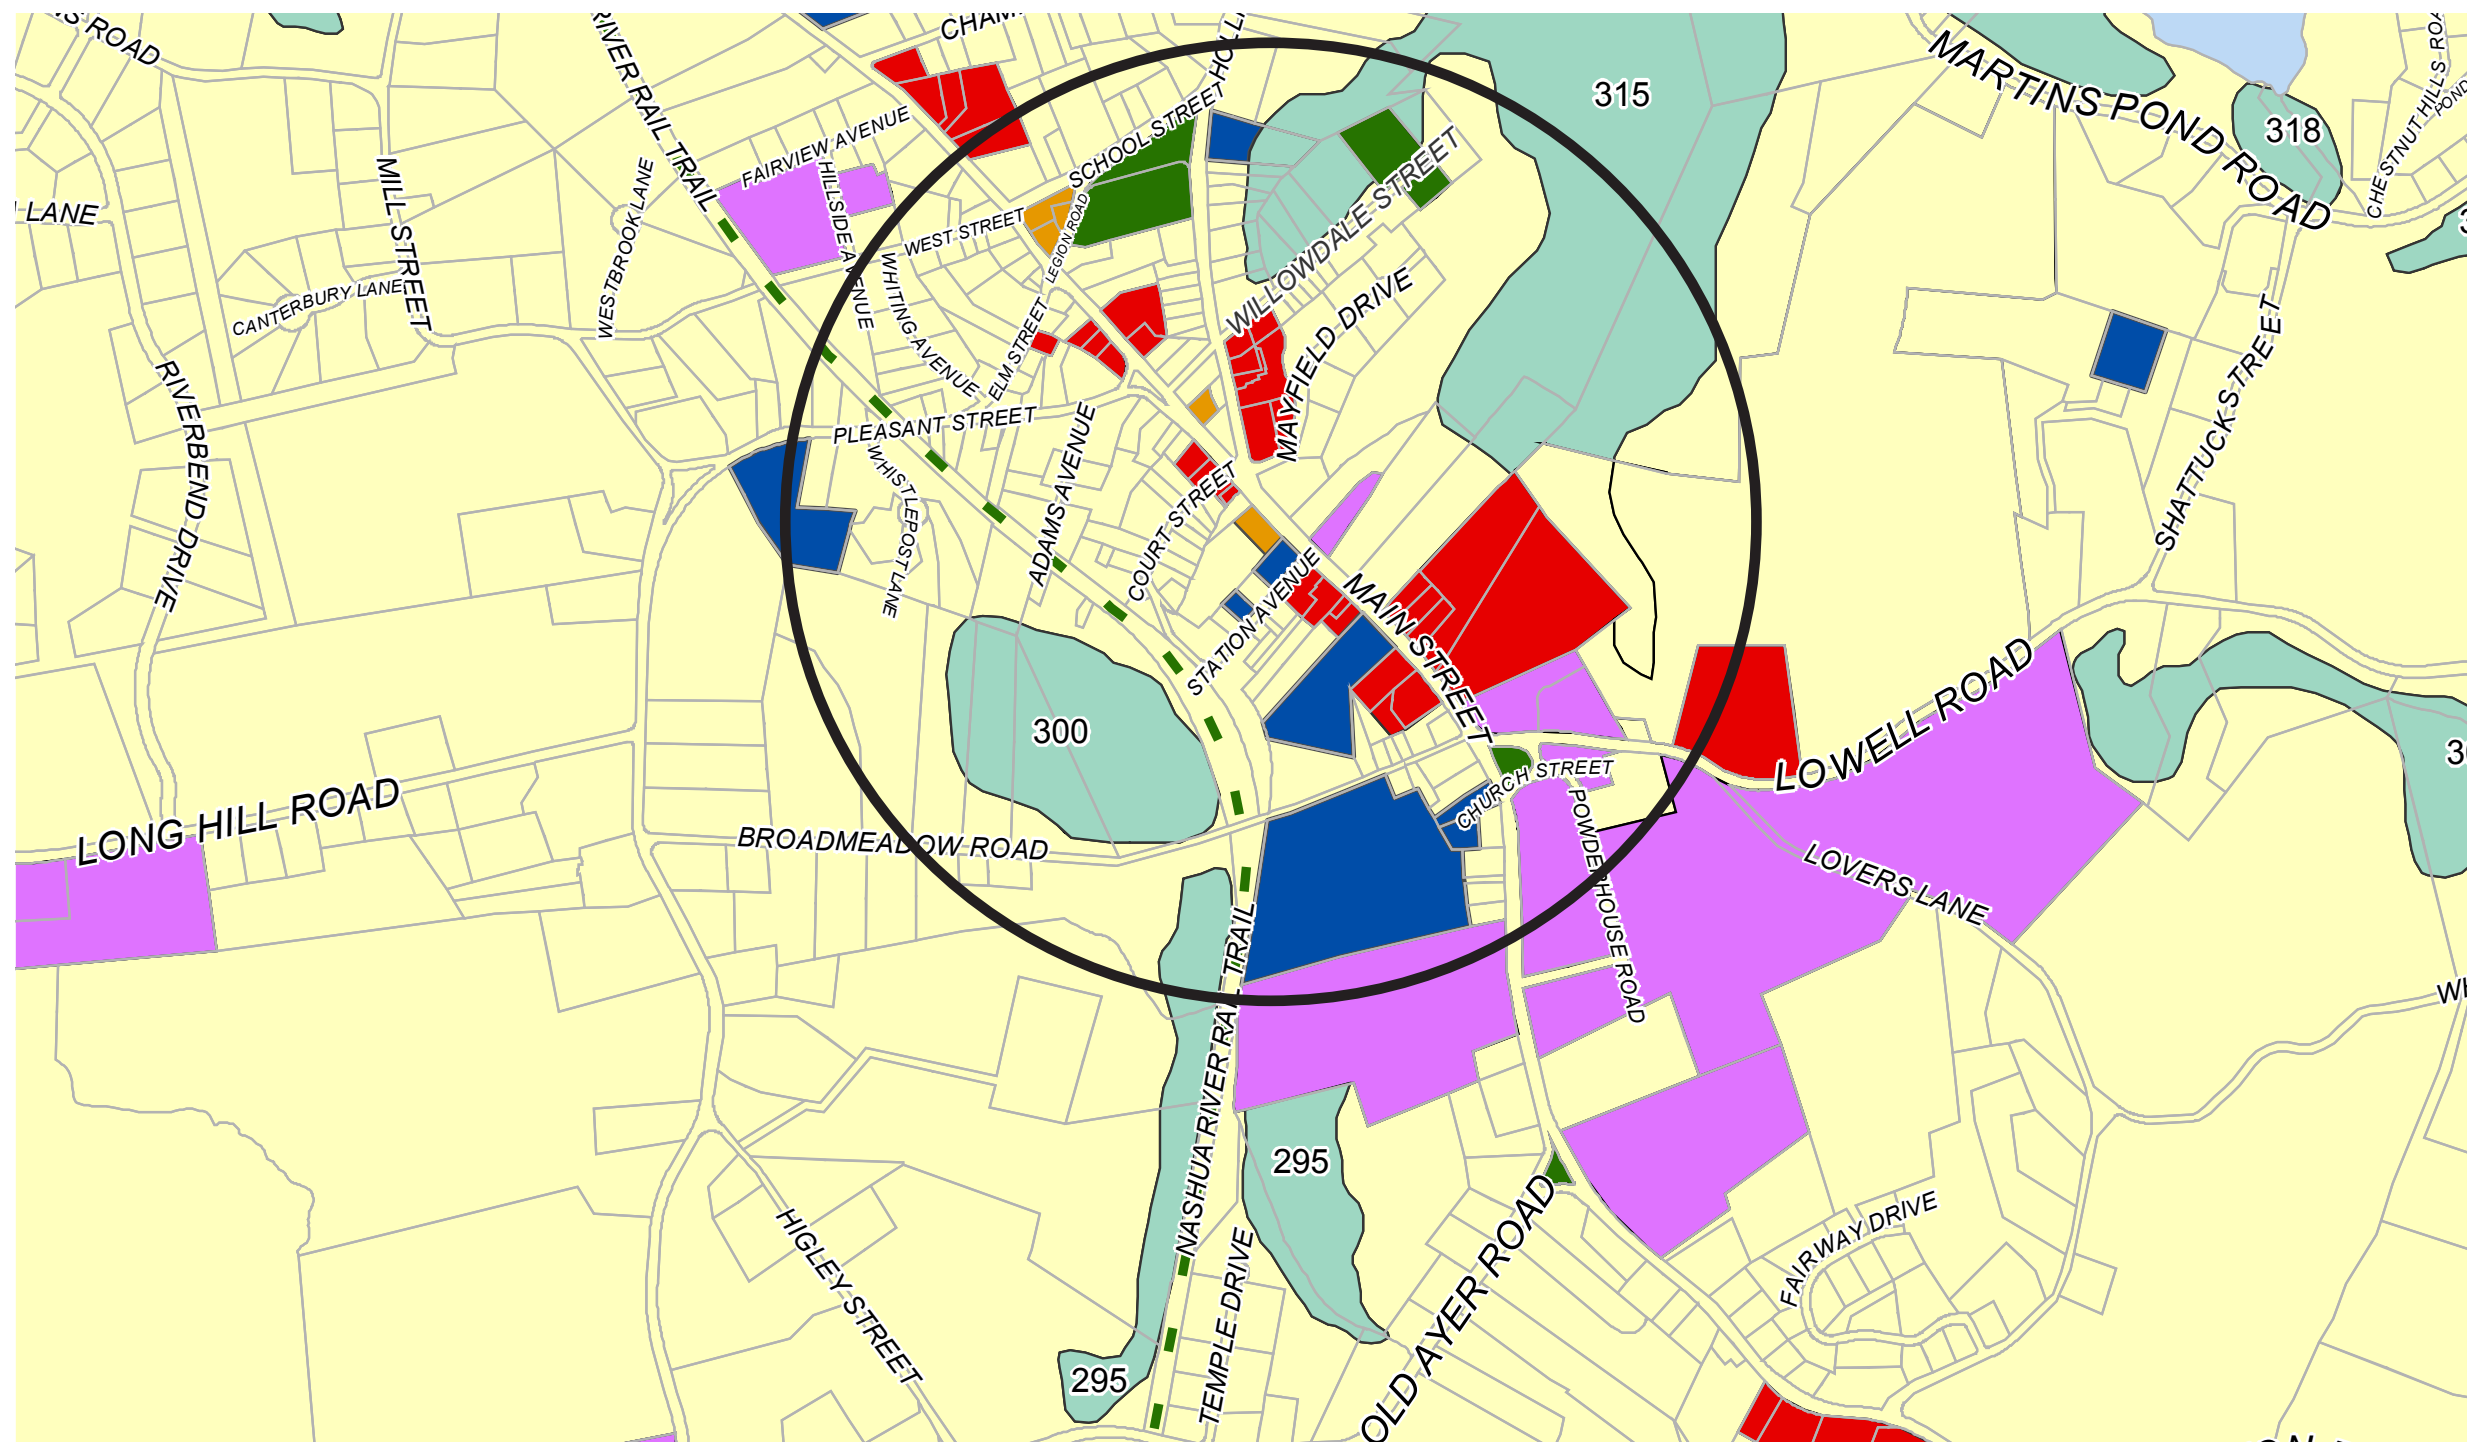 ROAD
RIVER RAIL TRAIL
315
MARTINS POND ROAD
318
CHESTNUT HILLS ROAD
POND
LANE
MILL STREET
FAIRVIEW AVENUE
SCHOOL STREET
HILLSIDE AVENUE
WESTBROOK LANE
WEST STREET
LEGION ROAD
WILLOWDALE STREET
CANTERBURY LANE
WHITING AVENUE
ELM STREET
MAYFIELD DRIVE
SHATTUCK STREET
RIVERBEND DRIVE
PLEASANT STREET
ADAMS AVENUE
WHISTLEPOST LANE
COURT STREET
STATION AVENUE
MAIN STREET
300
LOWELL ROAD
LONG HILL ROAD
BROADMEADOW ROAD
CHURCH STREET
POWDERHOUSE ROAD
LOVERS LANE
NASHUA RIVER RAIL TRAIL
295
HIGLEY STREET
TEMPLE DRIVE
OLD AYER ROAD
FAIRWAY DRIVE
295